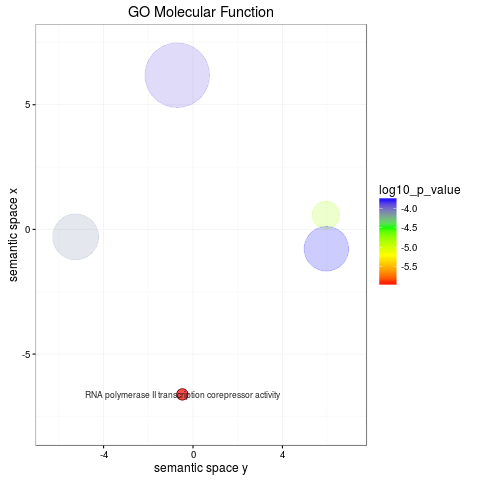 GO Molecular Function
semantic space x
5
0
-5
RNA polymerase II transcription corepressor activity
-4
0
4
semantic space y
log10_p_value
-4.0
-4.5
-5.0
-5.5